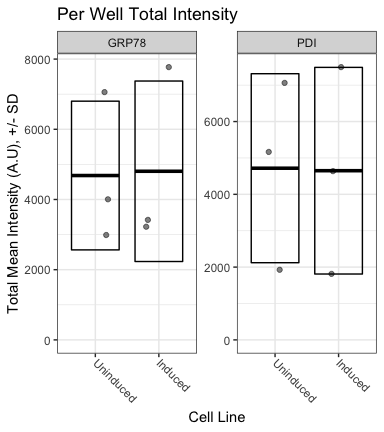 Per Well Total Intensity
GRP78
PDI
Total Mean Intensity (A.U), +/- SD
8000
6000
4000
2000
0
6000
4000
2000
0
Uninduced
Induced
Uninduced
Induced
Cell Line